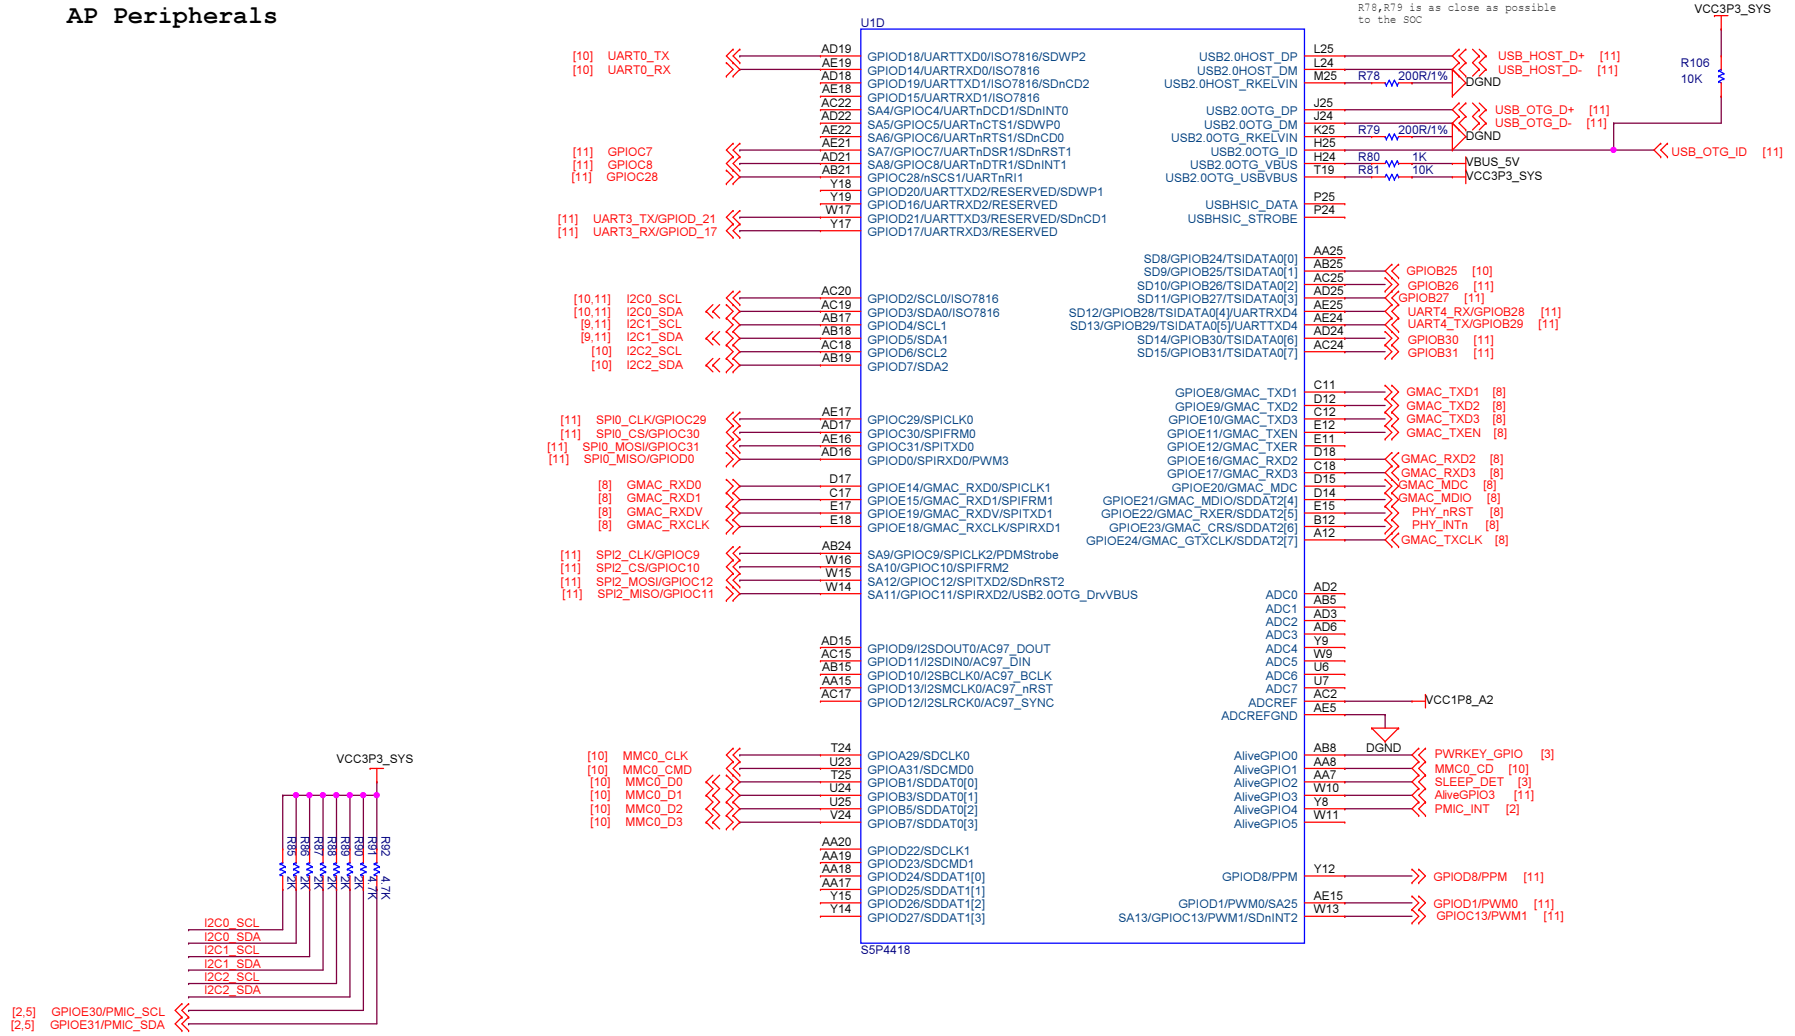 AP Peripherals
R78,R79 is as close as possible
to the SOC
VCC3P3_SYS
R106
10K
U1D
[10] UART0_TX AD19 GPIOD18/UARTTXD0/ISO7816/SDWP2
[10] UART0_RX AE19 GPIOD14/UARTRXD0/ISO7816
AD18 GPIOD19/UARTTXD1/ISO7816/SDnCD2
AE18 GPIOD15/UARTRXD1/ISO7816
AC22 SA4/GPIOC4/UARTnDCD1/SDnINT0
AD22 SA5/GPIOC5/UARTnCTS1/SDWP0
AE22 SA6/GPIOC6/UARTnRTS1/SDnCD0
[11] GPIOC7 AE21 SA7/GPIOC7/UARTnDSR1/SDnRST1
[11] GPIOC8 AD21 SA8/GPIOC8/UARTnDTR1/SDnINT1
[11] GPIOC28 AB21 GPIOC28/nSCS1/UARTnRI1
Y18 GPIOD20/UARTTXD2/RESERVED/SDWP1
Y19 GPIOD16/UARTRXD2/RESERVED
[11] UART3_TX/GPIOD_21 W17 GPIOD21/UARTTXD3/RESERVED/SDnCD1
[11] UART3_RX/GPIOD_17 Y17 GPIOD17/UARTRXD3/RESERVED
[10,11] I2C0_SCL AC20 GPIOD2/SCL0/ISO7816
[10,11] I2C0_SDA AC19 GPIOD3/SDA0/ISO7816
[9,11] I2C1_SCL AB17 GPIOD4/SCL1
[9,11] I2C1_SDA AB18 GPIOD5/SDA1
[10] I2C2_SCL AC18 GPIOD6/SCL2
[10] I2C2_SDA AB19 GPIOD7/SDA2
[11] SPI0_CLK/GPIOC29 AE17 GPIOC29/SPICLK0
[11] SPI0_CS/GPIOC30 AD17 GPIOC30/SPIFRM0
[11] SPI0_MOSI/GPIOC31 AE16 GPIOC31/SPITXD0
[11] SPI0_MISO/GPIOD0 AD16 GPIOD0/SPIRXD0/PWM3
[8] GMAC_RXD0 D17 GPIOE14/GMAC_RXD0/SPICLK1
[8] GMAC_RXD1 C17 GPIOE15/GMAC_RXD1/SPIFRM1
[8] GMAC_RXDV E17 GPIOE19/GMAC_RXDV/SPITXD1
[8] GMAC_RXCLK E18 GPIOE18/GMAC_RXCLK/SPIRXD1
[11] SPI2_CLK/GPIOC9 AB24 SA9/GPIOC9/SPICLK2/PDMStrobe
[11] SPI2_CS/GPIOC10 W16 SA10/GPIOC10/SPIFRM2
[11] SPI2_MOSI/GPIOC12 W15 SA12/GPIOC12/SPITXD2/SDnRST2
[11] SPI2_MISO/GPIOC11 W14 SA11/GPIOC11/SPIRXD2/USB2.0OTG_DrvVBUS
AD15 GPIOD9/I2SDOUT0/AC97_DOUT
AC15 GPIOD11/I2SDIN0/AC97_DIN
AB15 GPIOD10/I2SBCLK0/AC97_BCLK
AA15 GPIOD13/I2SMCLK0/AC97_nRST
AC17 GPIOD12/I2SLRCK0/AC97_SYNC
[10] MMC0_CLK T24 GPIOA29/SDCLK0
[10] MMC0_CMD U23 GPIOA31/SDCMD0
[10] MMC0_D0 T25 GPIOB1/SDDAT0[0]
[10] MMC0_D1 U24 GPIOB3/SDDAT0[1]
[10] MMC0_D2 U25 GPIOB5/SDDAT0[2]
[10] MMC0_D3 V24 GPIOB7/SDDAT0[3]
AA20 GPIOD22/SDCLK1
AA19 GPIOD23/SDCMD1
AA18 GPIOD24/SDDAT1[0]
AA17 GPIOD25/SDDAT1[1]
Y15 GPIOD26/SDDAT1[2]
Y14 GPIOD27/SDDAT1[3]
S5P4418
USB2.0HOST_DP L25 USB_HOST_D+ [11]
USB2.0HOST_DM L24 USB_HOST_D- [11]
USB2.0HOST_RKELVIN M25 R78 200R/1% DGND
USB2.0OTG_DP J25 USB_OTG_D+ [11]
USB2.0OTG_DM J24 USB_OTG_D- [11]
USB2.0OTG_RKELVIN K25 R79 200R/1% DGND
USB2.0OTG_ID H25 USB_OTG_ID [11]
USB2.0OTG_VBUS H24 R80 1K VBUS_5V
USB2.0OTG_USBVBUS T19 R81 10K VCC3P3_SYS
USBHSIC_DATA P25
USBHSIC_STROBE P24
SD8/GPIOB24/TSIDATA0[0] AA25
SD9/GPIOB25/TSIDATA0[1] AB25 GPIOB25 [10]
SD10/GPIOB26/TSIDATA0[2] AC25 GPIOB26 [11]
SD11/GPIOB27/TSIDATA0[3] AD25 GPIOB27 [11]
SD12/GPIOB28/TSIDATA0[4]/UARTRXD4 AE25 UART4_RX/GPIOB28 [11]
SD13/GPIOB29/TSIDATA0[5]/UARTTXD4 AE24 UART4_TX/GPIOB29 [11]
SD14/GPIOB30/TSIDATA0[6] AD24 GPIOB30 [11]
SD15/GPIOB31/TSIDATA0[7] AC24 GPIOB31 [11]
GPIOE8/GMAC_TXD1 C11 GMAC_TXD1 [8]
GPIOE9/GMAC_TXD2 D12 GMAC_TXD2 [8]
GPIOE10/GMAC_TXD3 C12 GMAC_TXD3 [8]
GPIOE11/GMAC_TXEN E12 GMAC_TXEN [8]
GPIOE12/GMAC_TXER E11
GPIOE16/GMAC_RXD2 D18 GMAC_RXD2 [8]
GPIOE17/GMAC_RXD3 C18 GMAC_RXD3 [8]
GPIOE20/GMAC_MDC D15 GMAC_MDC [8]
GPIOE21/GMAC_MDIO/SDDAT2[4] D14 GMAC_MDIO [8]
GPIOE22/GMAC_RXER/SDDAT2[5] E15 PHY_nRST [8]
GPIOE23/GMAC_CRS/SDDAT2[6] B12 PHY_INTn [8]
GPIOE24/GMAC_GTXCLK/SDDAT2[7] A12 GMAC_TXCLK [8]
ADC0 AD2
ADC1 AB5
ADC2 AD3
ADC3 AD6
ADC4 Y9
ADC5 W9
ADC6 U6
ADC7 U7
ADCREF AC2 VCC1P8_A2
ADCREFGND AE5
DGND
AliveGPIO0 AB8 PWRKEY_GPIO [3]
AliveGPIO1 AA8 MMC0_CD [10]
AliveGPIO2 AA7 SLEEP_DET [3]
AliveGPIO3 W10 AliveGPIO3 [11]
AliveGPIO4 Y8 PMIC_INT [2]
AliveGPIO5 W11
GPIOD8/PPM Y12 GPIOD8/PPM [11]
GPIOD1/PWM0/SA25 AE15 GPIOD1/PWM0 [11]
SA13/GPIOC13/PWM1/SDnINT2 W13 GPIOC13/PWM1 [11]
VCC3P3_SYS
R85 R86 R87 R88 R89 R90 R91 R92
2K 2K 2K 2K 2K 2K 4.7K 4.7K
I2C0_SCL
I2C0_SDA
I2C1_SCL
I2C1_SDA
I2C2_SCL
I2C2_SDA
[2,5] GPIOE30/PMIC_SCL
[2,5] GPIOE31/PMIC_SDA